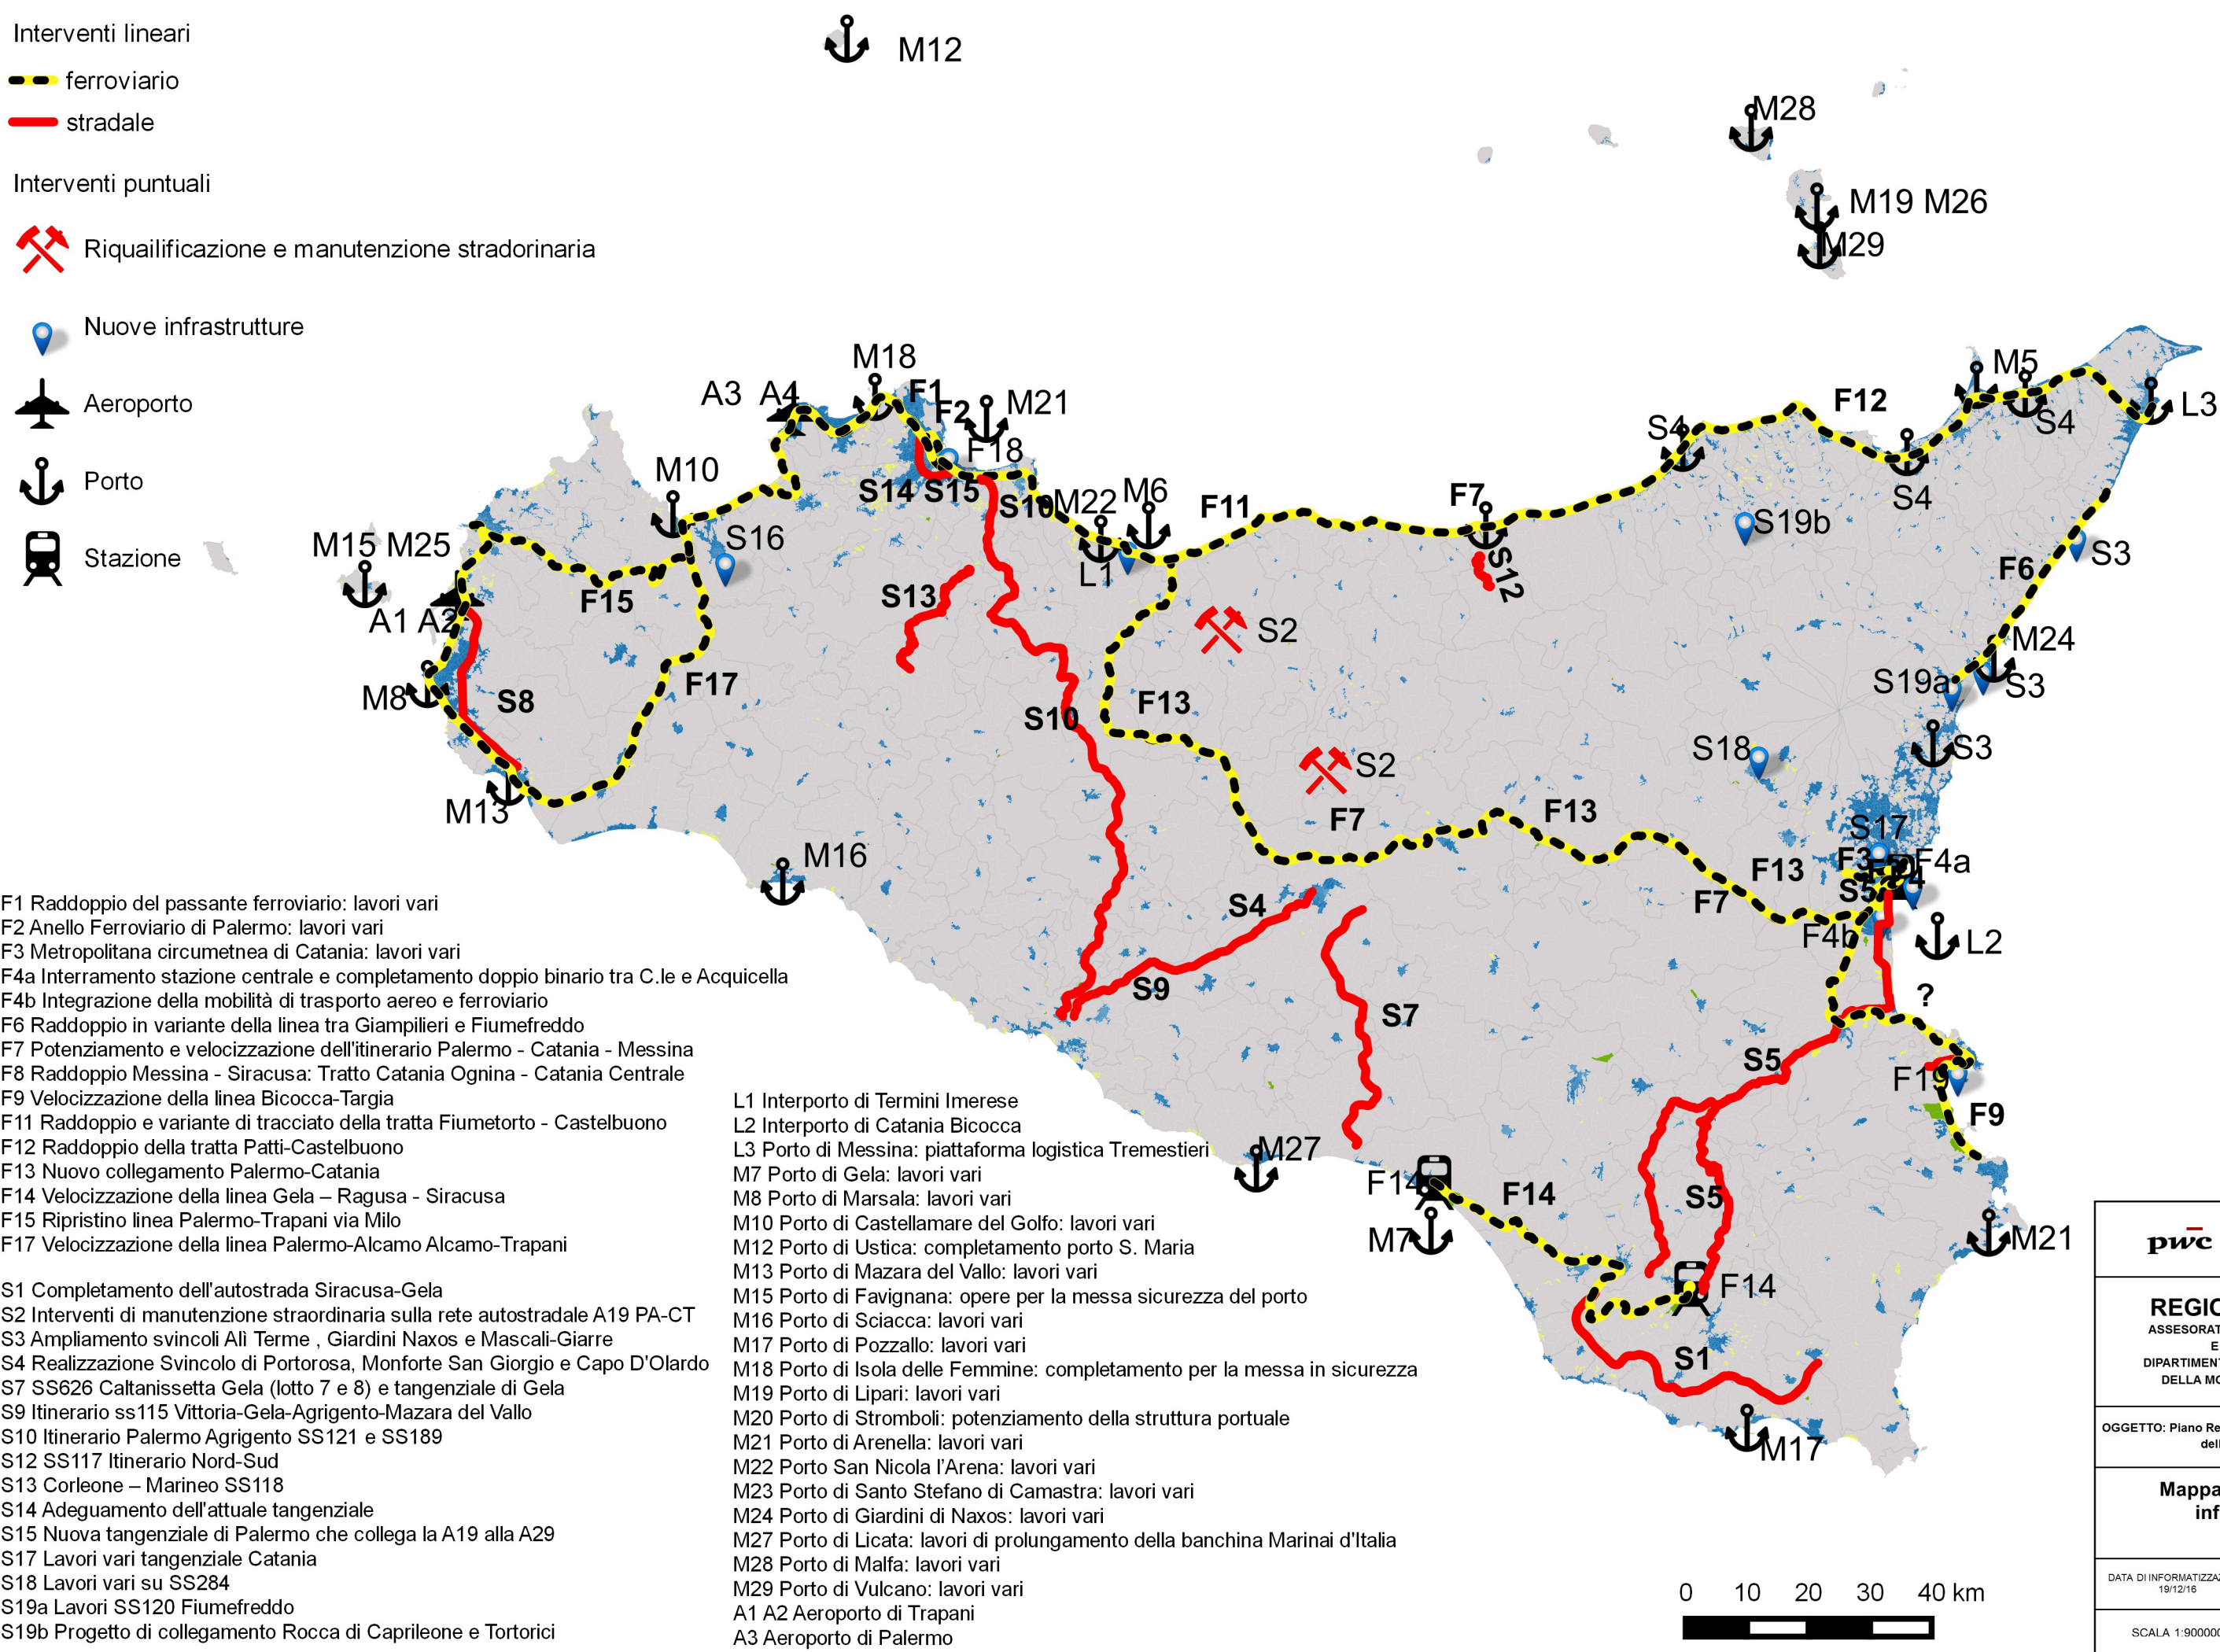 Interventi lineari
ferroviario
stradale
Interventi puntuali
Riquailificazione e manutenzione stradorinaria
Nuove infrastrutture
Aeroporto
Porto
Stazione
M12
M28
M19 M26
M29
M18
A3 A4
F1
F2
M21
F18
M5
L3
S4
F12
S4
S4
M10
S14 S15
S10
M22 M6
F11
F7
S12
S19b
M15 M25
S16
L1
S3
F6
A1 A2
F15
S13
S2
M24
M8
S8
F17
S10
F13
S19a
S3
S2
S18
S3
M13
F7
F13
M16
S17
F3
F4a
F13
S5
S4
F7
F4b
L2
S9
S7
?
S5
F19
F9
M27
F14
F14
S5
M7
M21
F14
S1
M17
F1 Raddoppio del passante ferroviario: lavori vari
F2 Anello Ferroviario di Palermo: lavori vari
F3 Metropolitana circumetnea di Catania: lavori vari
F4a Interramento stazione centrale e completamento doppio binario tra C.le e Acquicella
F4b Integrazione della mobilità di trasporto aereo e ferroviario
F6 Raddoppio in variante della linea tra Giampilieri e Fiumefreddo
F7 Potenziamento e velocizzazione dell'itinerario Palermo - Catania - Messina
F8 Raddoppio Messina - Siracusa: Tratto Catania Ognina - Catania Centrale
F9 Velocizzazione della linea Bicocca-Targia
F11 Raddoppio e variante di tracciato della tratta Fiumetorto - Castelbuono
F12 Raddoppio della tratta Patti-Castelbuono
F13 Nuovo collegamento Palermo-Catania
F14 Velocizzazione della linea Gela – Ragusa - Siracusa
F15 Ripristino linea Palermo-Trapani via Milo
F17 Velocizzazione della linea Palermo-Alcamo Alcamo-Trapani
S1 Completamento dell'autostrada Siracusa-Gela
S2 Interventi di manutenzione straordinaria sulla rete autostradale A19 PA-CT
S3 Ampliamento svincoli Alì Terme , Giardini Naxos e Mascali-Giarre
S4 Realizzazione Svincolo di Portorosa, Monforte San Giorgio e Capo D'Olardo
S7 SS626 Caltanissetta Gela (lotto 7 e 8) e tangenziale di Gela
S9 Itinerario ss115 Vittoria-Gela-Agrigento-Mazara del Vallo
S10 Itinerario Palermo Agrigento SS121 e SS189
S12 SS117 Itinerario Nord-Sud
S13 Corleone – Marineo SS118
S14 Adeguamento dell'attuale tangenziale
S15 Nuova tangenziale di Palermo che collega la A19 alla A29
S17 Lavori vari tangenziale Catania
S18 Lavori vari su SS284
S19a Lavori SS120 Fiumefreddo
S19b Progetto di collegamento Rocca di Caprileone e Tortorici
L1 Interporto di Termini Imerese
L2 Interporto di Catania Bicocca
L3 Porto di Messina: piattaforma logistica Tremestieri
M7 Porto di Gela: lavori vari
M8 Porto di Marsala: lavori vari
M10 Porto di Castellamare del Golfo: lavori vari
M12 Porto di Ustica: completamento porto S. Maria
M13 Porto di Mazara del Vallo: lavori vari
M15 Porto di Favignana: opere per la messa sicurezza del porto
M16 Porto di Sciacca: lavori vari
M17 Porto di Pozzallo: lavori vari
M18 Porto di Isola delle Femmine: completamento per la messa in sicurezza
M19 Porto di Lipari: lavori vari
M20 Porto di Stromboli: potenziamento della struttura portuale
M21 Porto di Arenella: lavori vari
M22 Porto San Nicola l'Arena: lavori vari
M23 Porto di Santo Stefano di Camastra: lavori vari
M24 Porto di Giardini di Naxos: lavori vari
M27 Porto di Licata: lavori di prolungamento della banchina Marinai d'Italia
M28 Porto di Malfa: lavori vari
M29 Porto di Vulcano: lavori vari
A1 A2 Aeroporto di Trapani
A3 Aeroporto di Palermo
0 10 20 30 40 km
pwc
REGIO
ASSESORAT
E
DIPARTIMEN
DELLA MO
OGGETTO: Piano Re
del
Mappa
inf
DATA DI INFORMATIZZA
19/12/16
SCALA 1:900000